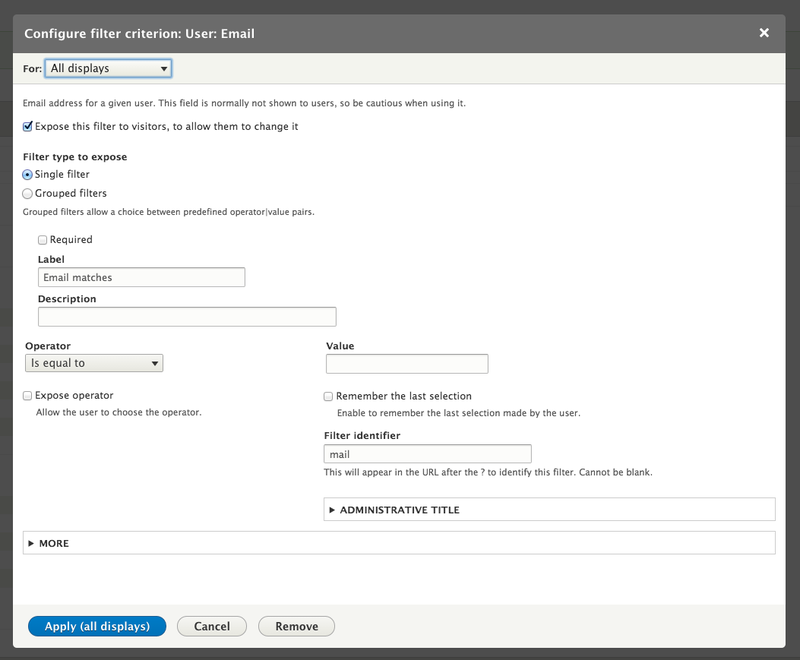 Configure filter criterion: User: Email
For: All displays
Email address for a given user. This field is normally not shown to users, so be cautious when using it.
Expose this filter to visitors, to allow them to change it
Filter type to expose
Single filter
Grouped filters
Grouped filters allow a choice between predefined operator|value pairs.
Required
Label
Email matches
Description
Operator
Is equal to
Value
Expose operator
Allow the user to choose the operator.
Remember the last selection
Enable to remember the last selection made by the user.
Filter identifier
mail
This will appear in the URL after the ? to identify this filter. Cannot be blank.
ADMINISTRATIVE TITLE
MORE
Apply (all displays)
Cancel
Remove